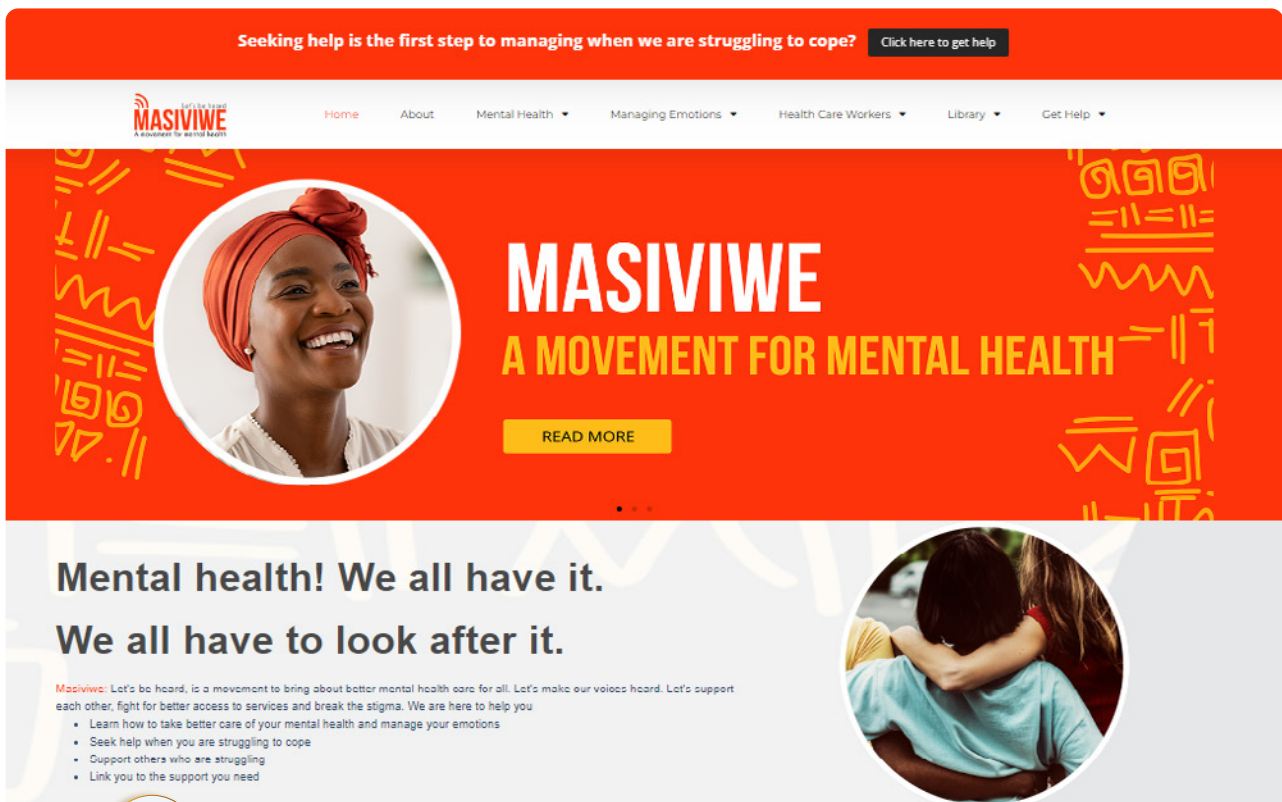 Seeking help is the first step to managing when we are struggling to cope? Click here to get help
Let's be heard
MASIVIWE
A movement for mental health
Home About Mental Health Managing Emotions Health Care Workers Library Get Help
MASIVIWE
A MOVEMENT FOR MENTAL HEALTH
READ MORE
Mental health! We all have it.
We all have to look after it.
Masiviwe: Let's be heard, is a movement to bring about better mental health care for all. Let's make our voices heard. Let's support
each other, fight for better access to services and break the stigma. We are here to help you
• Learn how to take better care of your mental health and manage your emotions
• Seek help when you are struggling to cope
• Support others who are struggling
• Link you to the support you need